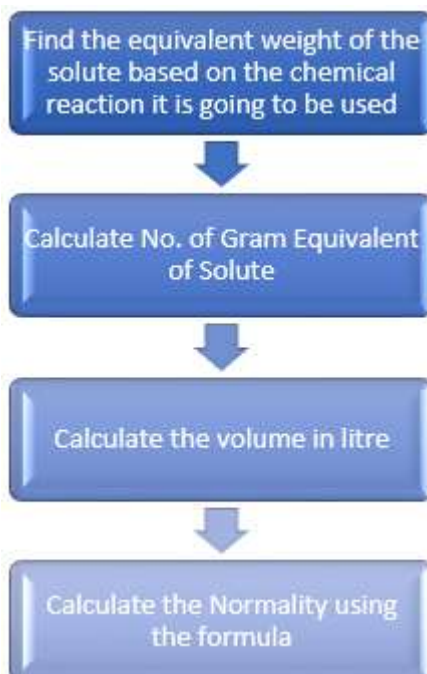 Find the equivalent weight of the
solute based on the chemical
reaction it is going to be used
Calculate No. of Gram Equivalent
of Solute
Calculate the volume in litre
Calculate the Normality using
the formula